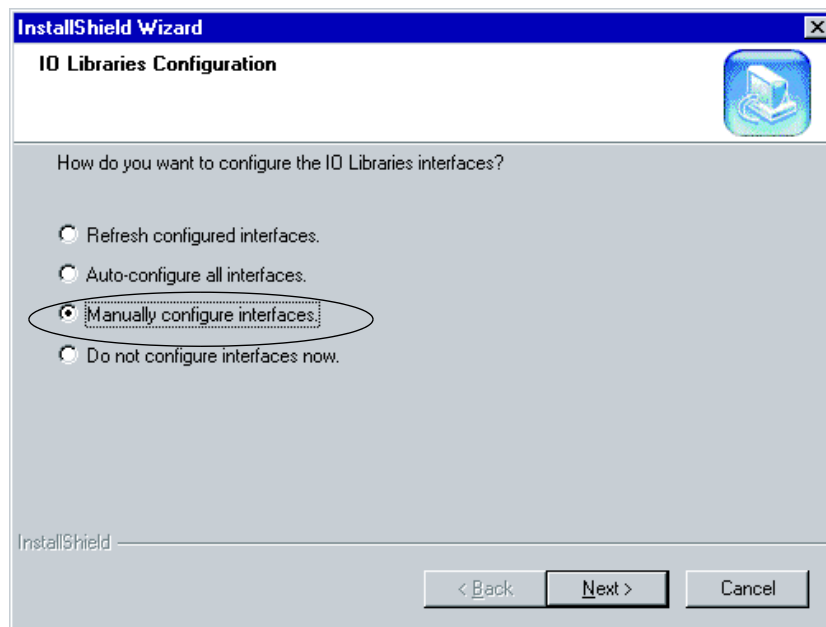 InstallShield Wizard
IO Libraries Configuration
How do you want to configure the IO Libraries interfaces?
Refresh configured interfaces.
Auto-configure all interfaces.
Manually configure interfaces.
Do not configure interfaces now.
InstallShield
< Back Next > Cancel